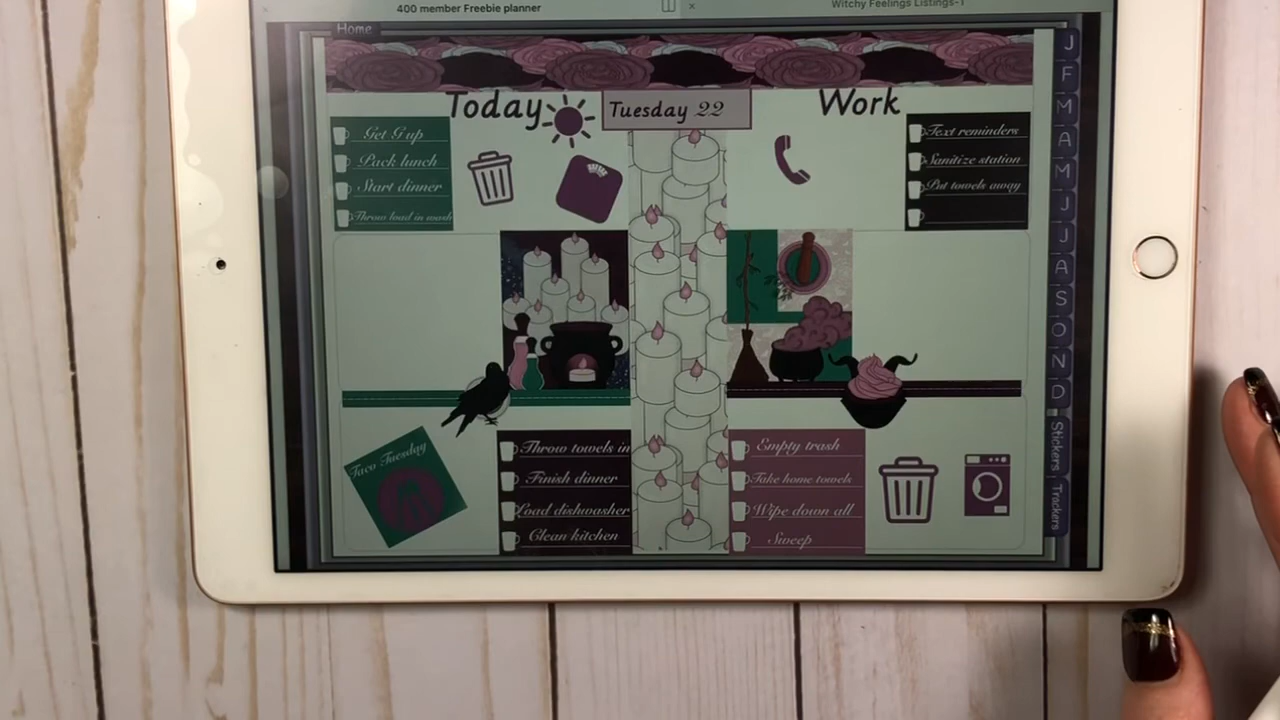 400 member Freebie planner
Witchy Feelings Listings-1
Home
Today
Tuesday 22
Work
Get G up
Pack lunch
Start dinner
Throw load in wash
Text reminders
Sanitize station
Put towels away
Taco Tuesday
Throw towels in
Finish dinner
Load dishwasher
Clean kitchen
Empty trash
Take home towels
Wipe down all
Sweep
J
F
M
A
M
J
J
A
S
O
N
D
Stickers
Trackers